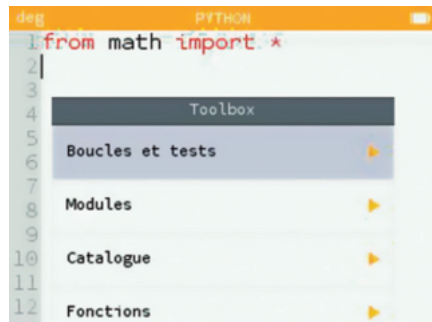 deg PYTHON
1 from math import *
2
3
4 Toolbox
5
6 Boucles et tests
7
8 Modules
9
10 Catalogue
11
12 Fonctions